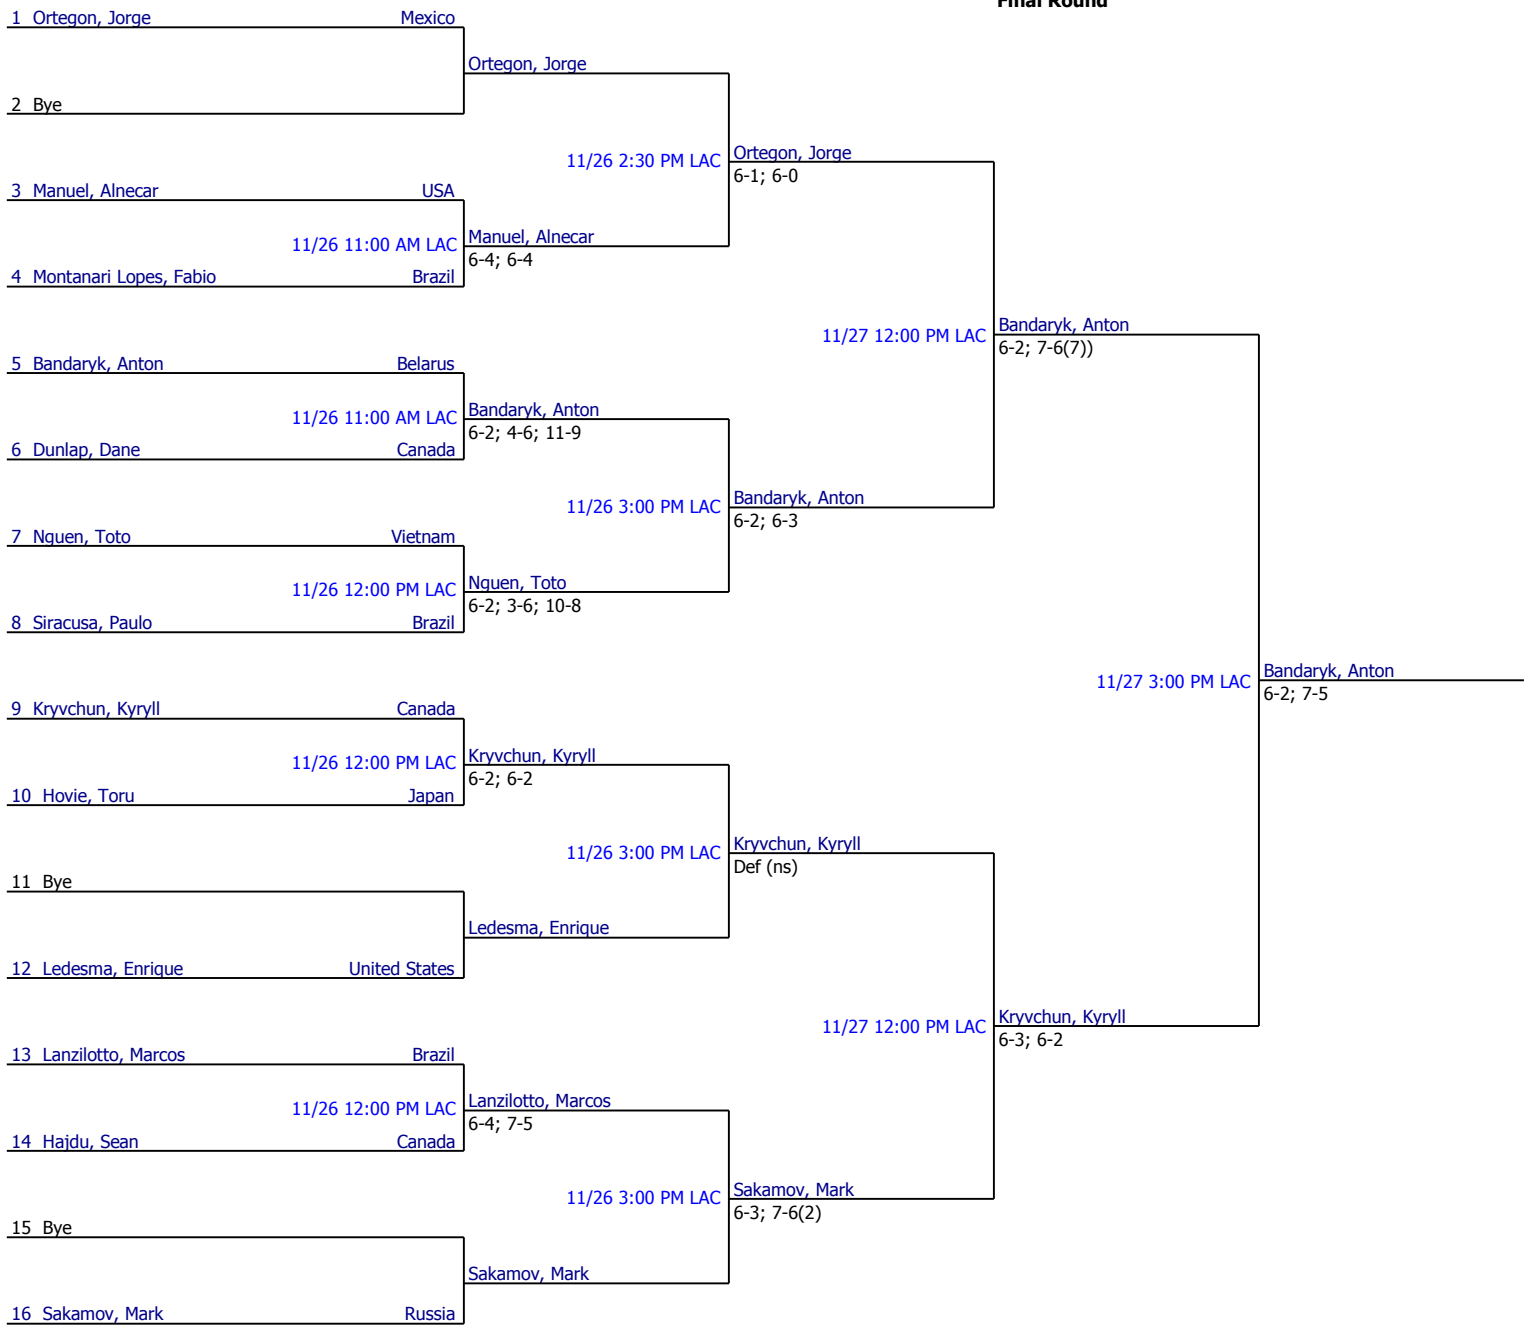 Final Round
1 Ortegon, Jorge Mexico
Ortegon, Jorge
2 Bye
11/26 2:30 PM LAC Ortegon, Jorge
6-1; 6-0
3 Manuel, Alnecar USA
11/26 11:00 AM LAC Manuel, Alnecar
6-4; 6-4
4 Montanari Lopes, Fabio Brazil
11/27 12:00 PM LAC Bandaryk, Anton
6-2; 7-6(7))
5 Bandaryk, Anton Belarus
11/26 11:00 AM LAC Bandaryk, Anton
6-2; 4-6; 11-9
6 Dunlap, Dane Canada
11/26 3:00 PM LAC Bandaryk, Anton
6-2; 6-3
7 Nguen, Toto Vietnam
11/26 12:00 PM LAC Nguen, Toto
6-2; 3-6; 10-8
8 Siracusa, Paulo Brazil
11/27 3:00 PM LAC Bandaryk, Anton
6-2; 7-5
9 Kryvchun, Kyryll Canada
11/26 12:00 PM LAC Kryvchun, Kyryll
6-2; 6-2
10 Hovie, Toru Japan
11/26 3:00 PM LAC Kryvchun, Kyryll
Def (ns)
11 Bye
Ledesma, Enrique
12 Ledesma, Enrique United States
11/27 12:00 PM LAC Kryvchun, Kyryll
6-3; 6-2
13 Lanzilotto, Marcos Brazil
11/26 12:00 PM LAC Lanzilotto, Marcos
6-4; 7-5
14 Hajdu, Sean Canada
11/26 3:00 PM LAC Sakamov, Mark
6-3; 7-6(2)
15 Bye
Sakamov, Mark
16 Sakamov, Mark Russia